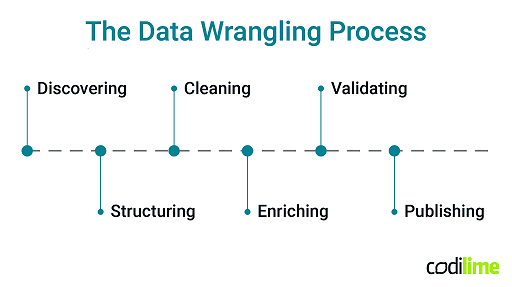 The Data Wrangling Process
Discovering
Cleaning
Validating
Structuring
Enriching
Publishing
codilime